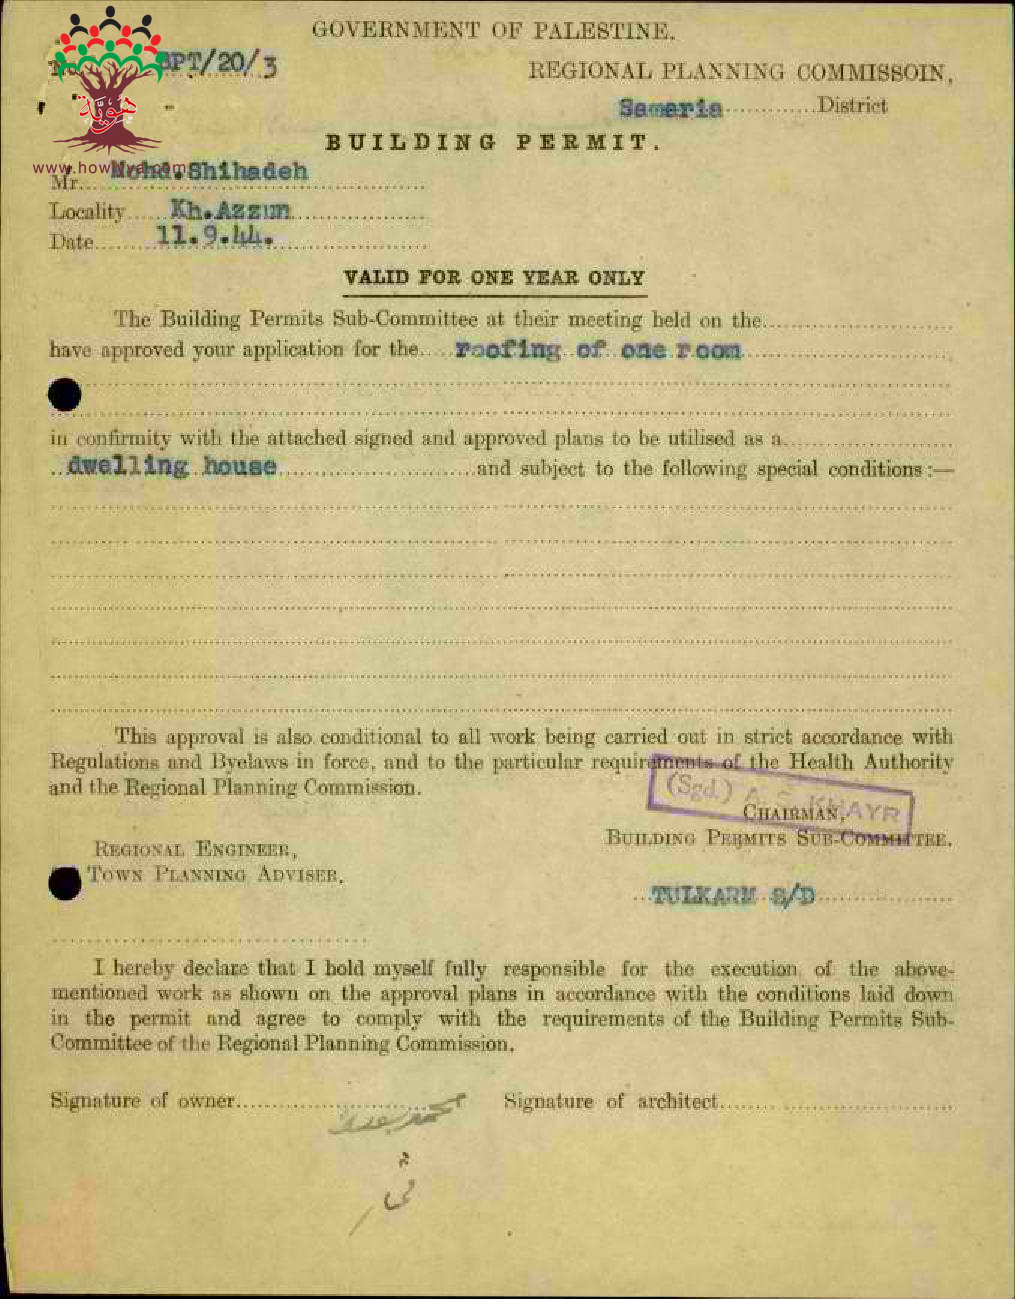 GOVERNMENT OF PALESTINE.
BPT/20/3
REGIONAL PLANNING COMMISSOIN,
Samaria..............District
BUILDING PERMIT.
www.howiyya.com
Mr....Mohd.Shihadeh
Locality......Kh.Azzun
Date.........11.9.44.
VALID FOR ONE YEAR ONLY
The Building Permits Sub-Committee at their meeting held on the
have approved your application for the.....roofing of one room
in confirmity with the attached signed and approved plans to be utilised as a
dwelling house..........and subject to the following special conditions :—
This approval is also conditional to all work being carried out in strict accordance with
Regulations and Byelaws in force, and to the particular requirements of the Health Authority
and the Regional Planning Commission.
(Sgd.) A. S. KHAYR
CHAIRMAN,
BUILDING PERMITS SUB-COMMITTEE.
REGIONAL ENGINEER,
TOWN PLANNING ADVISER.
TULKARM S/D
I hereby declare that I hold myself fully responsible for the execution of the above-
mentioned work as shown on the approval plans in accordance with the conditions laid down
in the permit and agree to comply with the requirements of the Building Permits Sub-
Committee of the Regional Planning Commission.
Signature of owner.......... Signature of architect..........